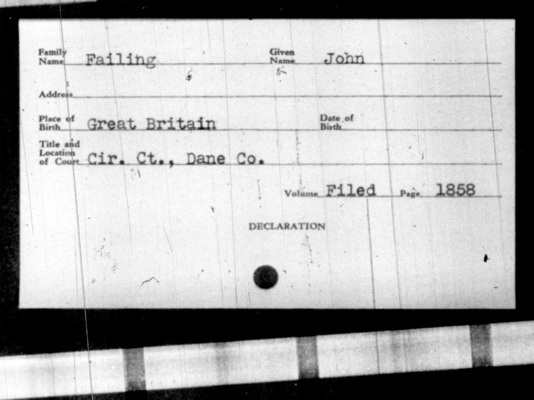 Family Name Failing Given Name John
Address
Place of Birth Great Britain Date of Birth
Title and Location of Court Cir. Ct., Dane Co.
Volume Filed Page 1858
DECLARATION